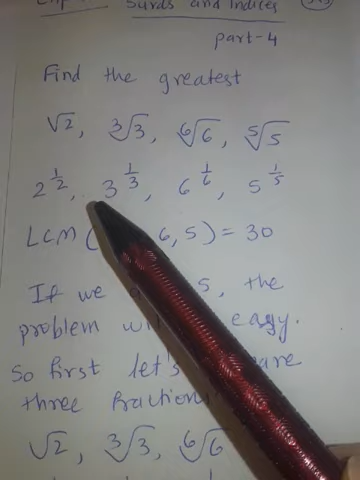 Surds and Indices
part-4
Find the greatest
√2, ∛3, ⁶√6, ⁵√5
2^1/2, 3^1/3, 6^1/6, 5^1/5
LCM ( 6, 5) = 30
If we 5, the
problem easy.
So first let's
three fractions
√2, ∛3, ⁶√6